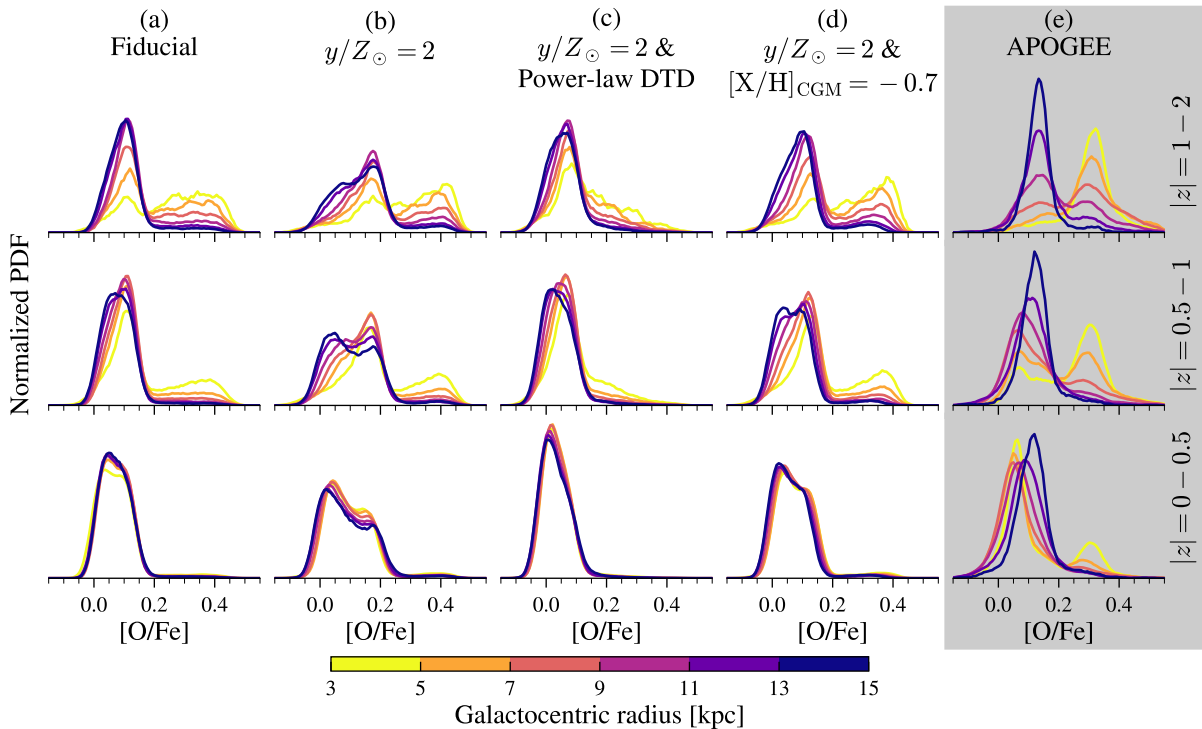 (a)
Fiducial
(b)
y/Z⊙ = 2
(c)
y/Z⊙ = 2 &
Power-law DTD
(d)
y/Z⊙ = 2 &
[X/H]CGM = −0.7
(e)
APOGEE
Normalized PDF
|z| = 1 − 2
|z| = 0.5 − 1
|z| = 0 − 0.5
0.0 0.2 0.4
0.0 0.2 0.4
0.0 0.2 0.4
0.0 0.2 0.4
0.0 0.2 0.4
[O/Fe]
[O/Fe]
[O/Fe]
[O/Fe]
[O/Fe]
3 5 7 9 11 13 15
Galactocentric radius [kpc]